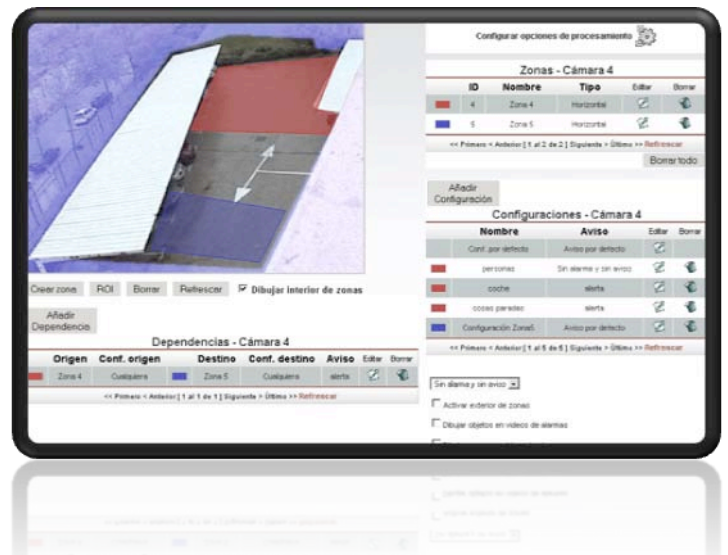 Configurar opciones de procesamiento
Zonas - Cámara 4
ID Nombre Tipo Editar Borrar
4 Zona 4 Horizontal
5 Zona 5 Horizontal
<< Primero < Anterior [ 1 al 2 de 2 ] Siguiente > Último >> Refrescar
Borrar todo
Añadir
Configuración
Configuraciones - Cámara 4
Nombre Aviso Editar Borrar
Conf. por defecto Aviso por defecto
personas Sin alarma y sin aviso
coche alerta
cosas paradas alerta
Configuración Zona5 Aviso por defecto
<< Primero < Anterior [ 1 al 5 de 5 ] Siguiente > Último >> Refrescar
Sin alarma y sin aviso
Activar exterior de zonas
Dibujar objetos en videos de alarmas
Crear zona ROI Borrar Refrescar Dibujar interior de zonas
Añadir
Dependencia
Dependencias - Cámara 4
Origen Conf. origen Destino Conf. destino Aviso Editar Borrar
Zona 4 Cualquiera Zona 5 Cualquiera alerta
<< Primero < Anterior [ 1 al 1 de 1 ] Siguiente > Último >> Refrescar